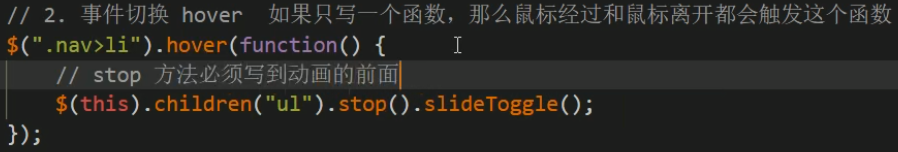 // 2. 事件切换 hover  如果只写一个函数，那么鼠标经过和鼠标离开都会触发这个函数
$(".nav>li").hover(function() {
    // stop 方法必须写到动画的前面
    $(this).children("ul").stop().slideToggle();
});